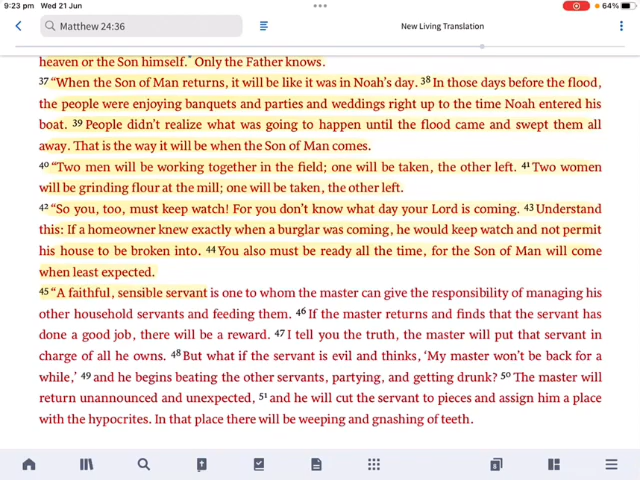 9:23 pm Wed 21 Jun
64%
Matthew 24:36
New Living Translation
heaven or the Son himself.* Only the Father knows.
37 “When the Son of Man returns, it will be like it was in Noah’s day. 38 In those days before the flood,
the people were enjoying banquets and parties and weddings right up to the time Noah entered his
boat. 39 People didn’t realize what was going to happen until the flood came and swept them all
away. That is the way it will be when the Son of Man comes.
40 “Two men will be working together in the field; one will be taken, the other left. 41 Two women
will be grinding flour at the mill; one will be taken, the other left.
42 “So you, too, must keep watch! For you don’t know what day your Lord is coming. 43 Understand
this: If a homeowner knew exactly when a burglar was coming, he would keep watch and not permit
his house to be broken into. 44 You also must be ready all the time, for the Son of Man will come
when least expected.
45 “A faithful, sensible servant is one to whom the master can give the responsibility of managing his
other household servants and feeding them. 46 If the master returns and finds that the servant has
done a good job, there will be a reward. 47 I tell you the truth, the master will put that servant in
charge of all he owns. 48 But what if the servant is evil and thinks, ‘My master won’t be back for a
while,’ 49 and he begins beating the other servants, partying, and getting drunk? 50 The master will
return unannounced and unexpected, 51 and he will cut the servant to pieces and assign him a place
with the hypocrites. In that place there will be weeping and gnashing of teeth.